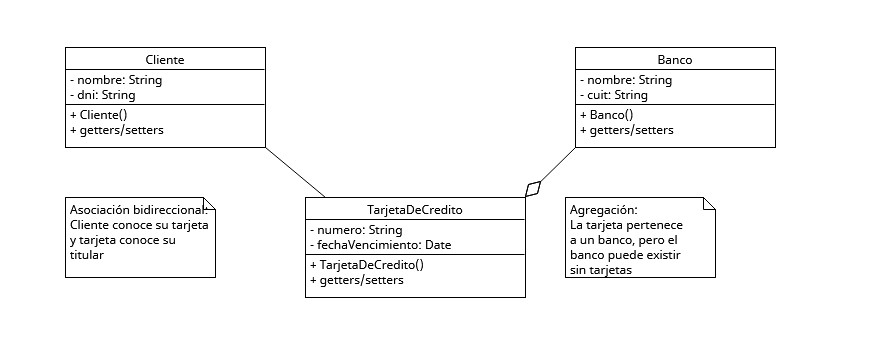 Cliente
- nombre: String
- dni: String
+ Cliente()
+ getters/setters
Banco
- nombre: String
- cuit: String
+ Banco()
+ getters/setters
Asociación bidireccional:
Cliente conoce su tarjeta
y tarjeta conoce su
titular
TarjetaDeCredito
- numero: String
- fechaVencimiento: Date
+ TarjetaDeCredito()
+ getters/setters
Agregación:
La tarjeta pertenece
a un banco, pero el
banco puede existir
sin tarjetas